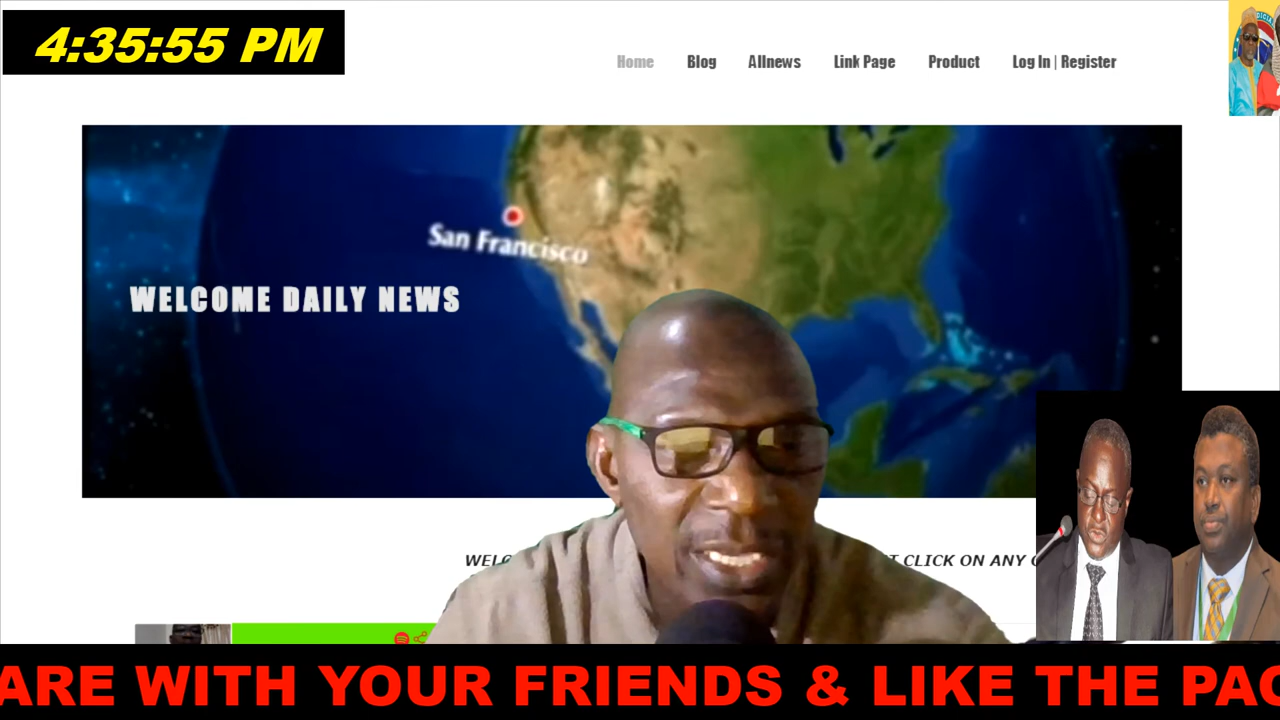 4:35:55 PM
Home Blog Allnews Link Page Product Log In | Register
San Francisco
WELCOME DAILY NEWS
CLICK ON ANY
ARE WITH YOUR FRIENDS & LIKE THE